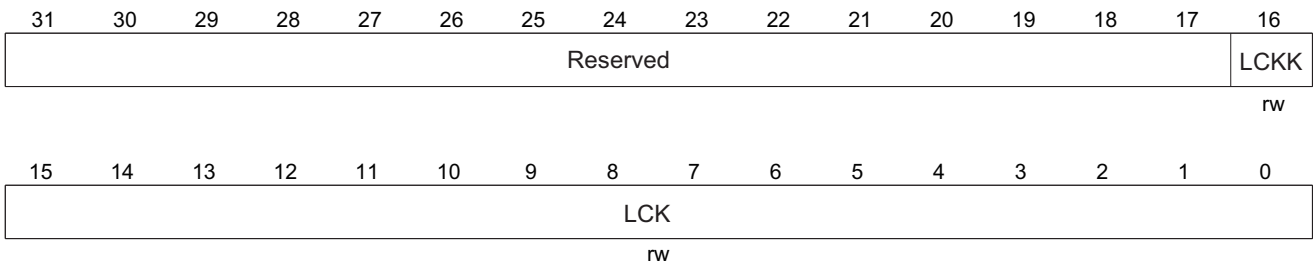 31 30 29 28 27 26 25 24 23 22 21 20 19 18 17 16
Reserved LCKK
rw
15 14 13 12 11 10 9 8 7 6 5 4 3 2 1 0
LCK
rw